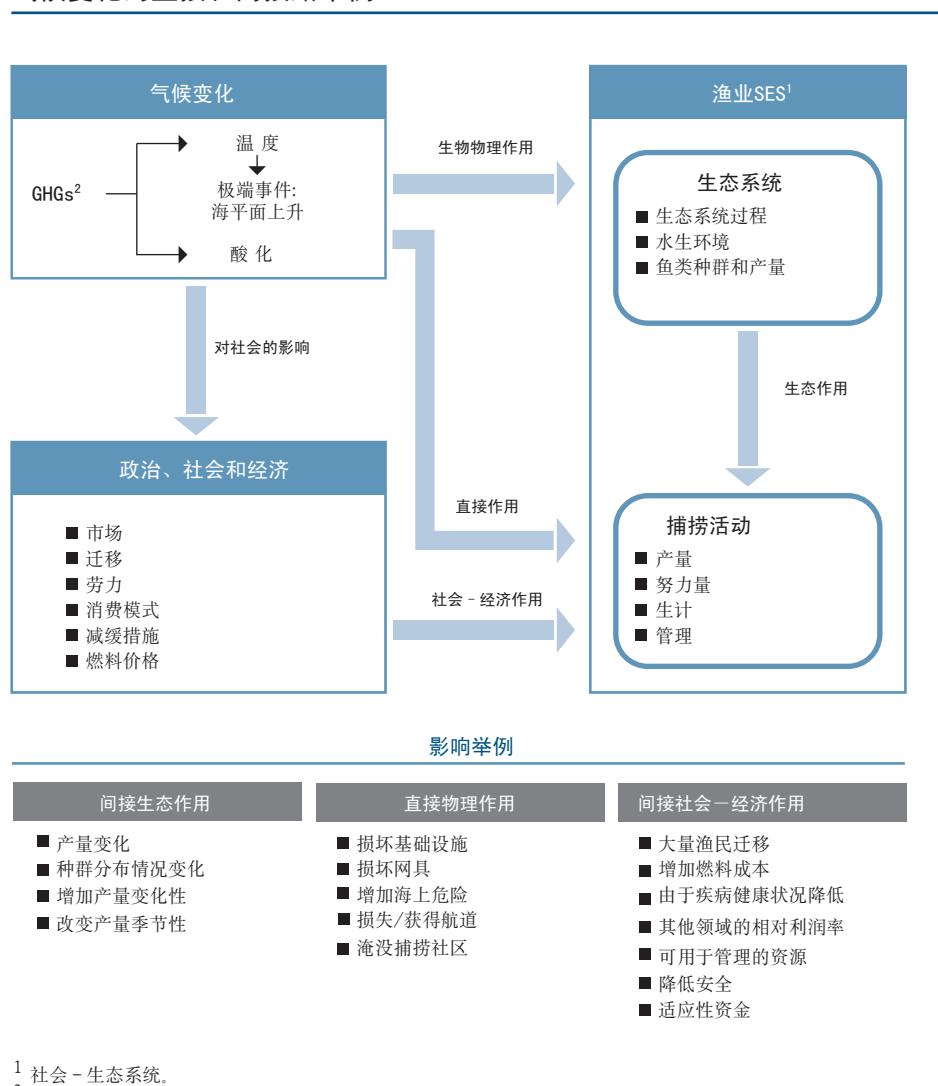 气候变化
GHGs²
温 度
极端事件:
海平面上升
酸 化
生物物理作用
渔业SES¹
生态系统
■ 生态系统过程
■ 水生环境
■ 鱼类种群和产量
对社会的影响
生态作用
政治、社会和经济
■ 市场
■ 迁移
■ 劳力
■ 消费模式
■ 减缓措施
■ 燃料价格
直接作用
社会-经济作用
捕捞活动
■ 产量
■ 努力量
■ 生计
■ 管理
影响举例
间接生态作用
■ 产量变化
■ 种群分布情况变化
■ 增加产量变化性
■ 改变产量季节性
直接物理作用
■ 损坏基础设施
■ 损坏网具
■ 增加海上危险
■ 损失/获得航道
■ 淹没捕捞社区
间接社会－经济作用
■ 大量渔民迁移
■ 增加燃料成本
■ 由于疾病健康状况降低
■ 其他领域的相对利润率
■ 可用于管理的资源
■ 降低安全
■ 适应性资金
¹ 社会-生态系统。